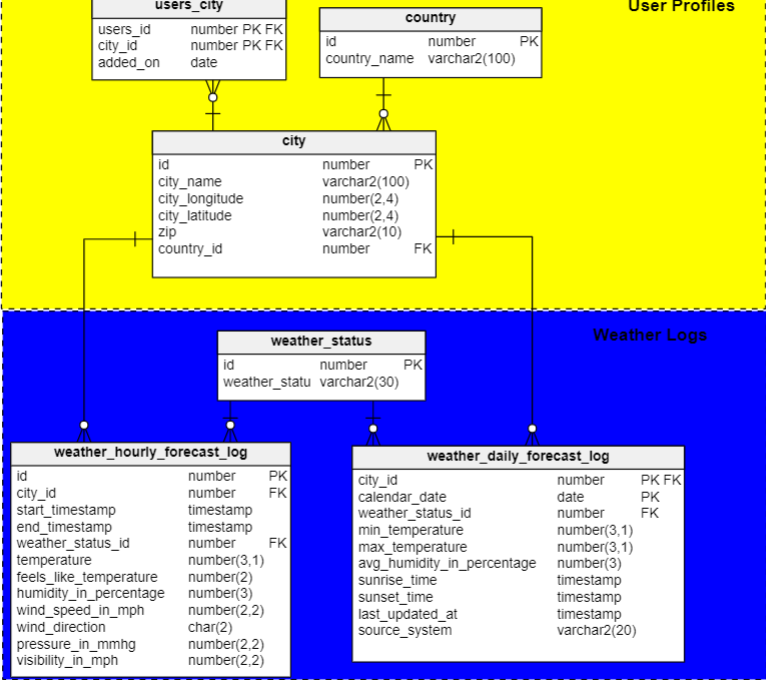 users_city
User Profiles
users_id number PK FK
city_id number PK FK
added_on date
country
id number PK
country_name varchar2(100)
city
id number PK
city_name varchar2(100)
city_longitude number(2,4)
city_latitude number(2,4)
zip varchar2(10)
country_id number FK
Weather Logs
weather_status
id number PK
weather_statu varchar2(30)
weather_hourly_forecast_log
id number PK
city_id number FK
start_timestamp timestamp
end_timestamp timestamp
weather_status_id number FK
temperature number(3,1)
feels_like_temperature number(2)
humidity_in_percentage number(3)
wind_speed_in_mph number(2,2)
wind_direction char(2)
pressure_in_mmhg number(2,2)
visibility_in_mph number(2,2)
weather_daily_forecast_log
city_id number PK FK
calendar_date date PK
weather_status_id number FK
min_temperature number(3,1)
max_temperature number(3,1)
avg_humidity_in_percentage number(3)
sunrise_time timestamp
sunset_time timestamp
last_updated_at timestamp
source_system varchar2(20)